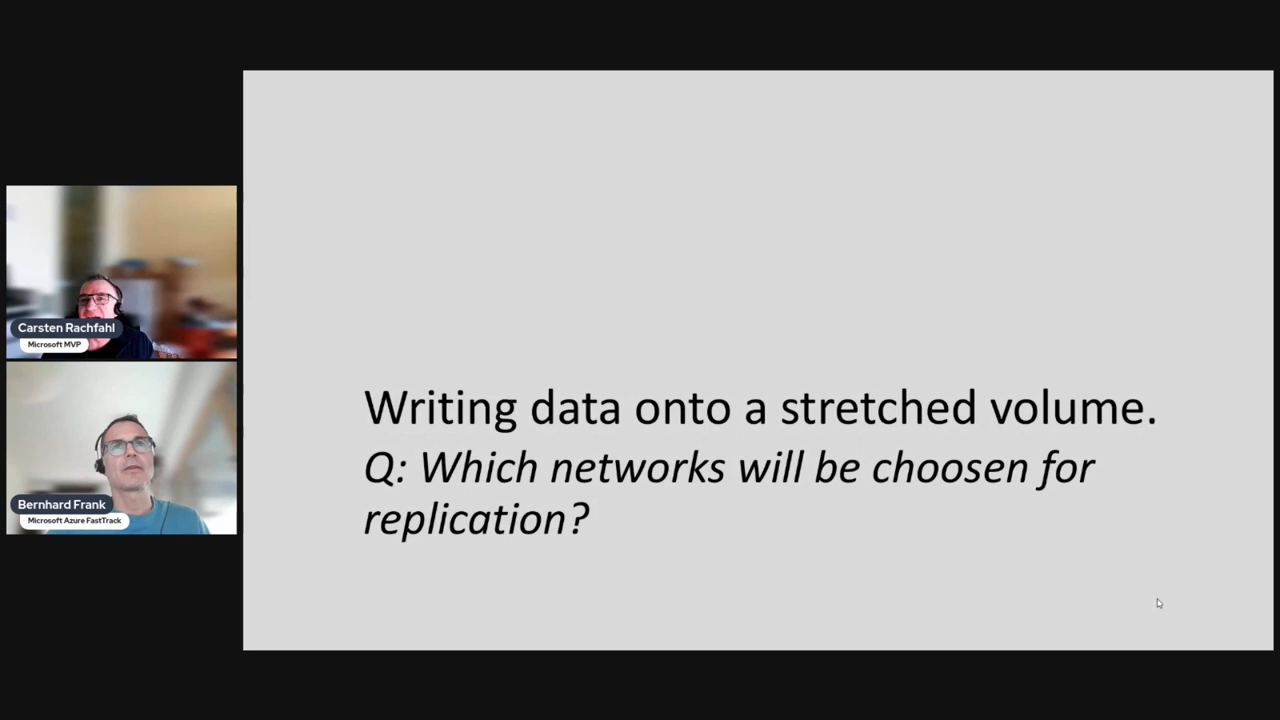 Carsten Rachfahl
Microsoft MVP
Bernhard Frank
Microsoft Azure FastTrack
Writing data onto a stretched volume.
Q: Which networks will be choosen for
replication?